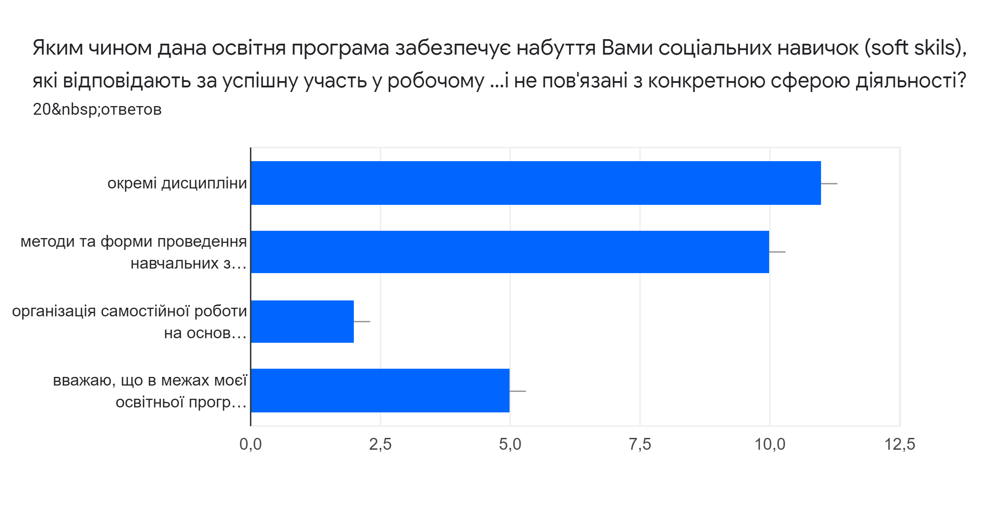 Яким чином дана освітня програма забезпечує набуття Вами соціальних навичок (soft skils),
які відповідають за успішну участь у робочому ...і не пов'язані з конкретною сферою діяльності?
20&nbsp;ответов
окремі дисципліни
методи та форми проведення
навчальних з…
організація самостійної роботи
на основ…
вважаю, що в межах моєї
освітньої прогр…
0,0 2,5 5,0 7,5 10,0 12,5